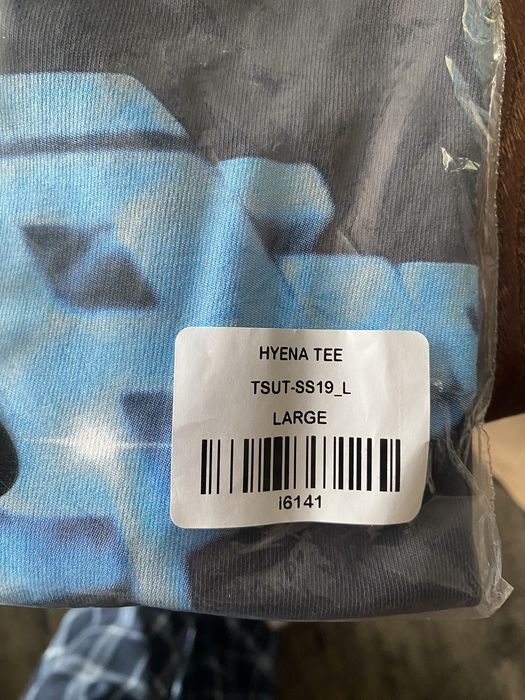 HYENA TEE
TSUT-SS19_L
LARGE
i6141